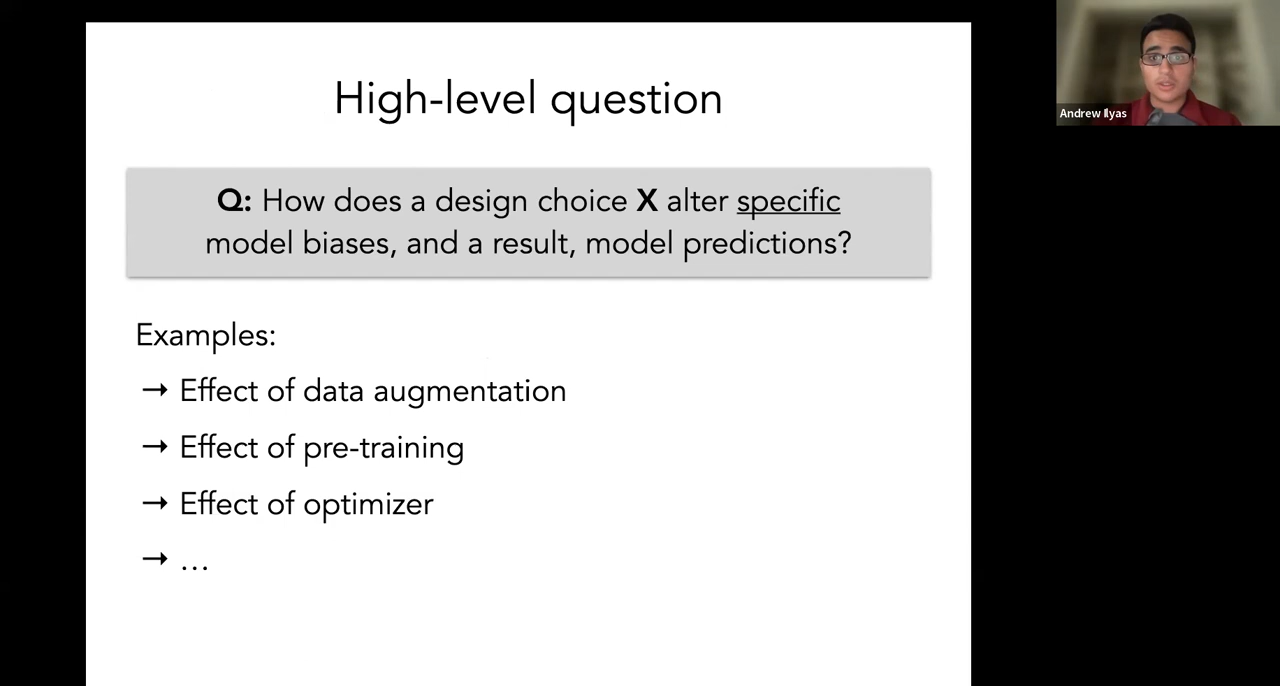 High-level question
Q: How does a design choice X alter specific
model biases, and a result, model predictions?
Examples:
→ Effect of data augmentation
→ Effect of pre-training
→ Effect of optimizer
→ …
Andrew Ilyas